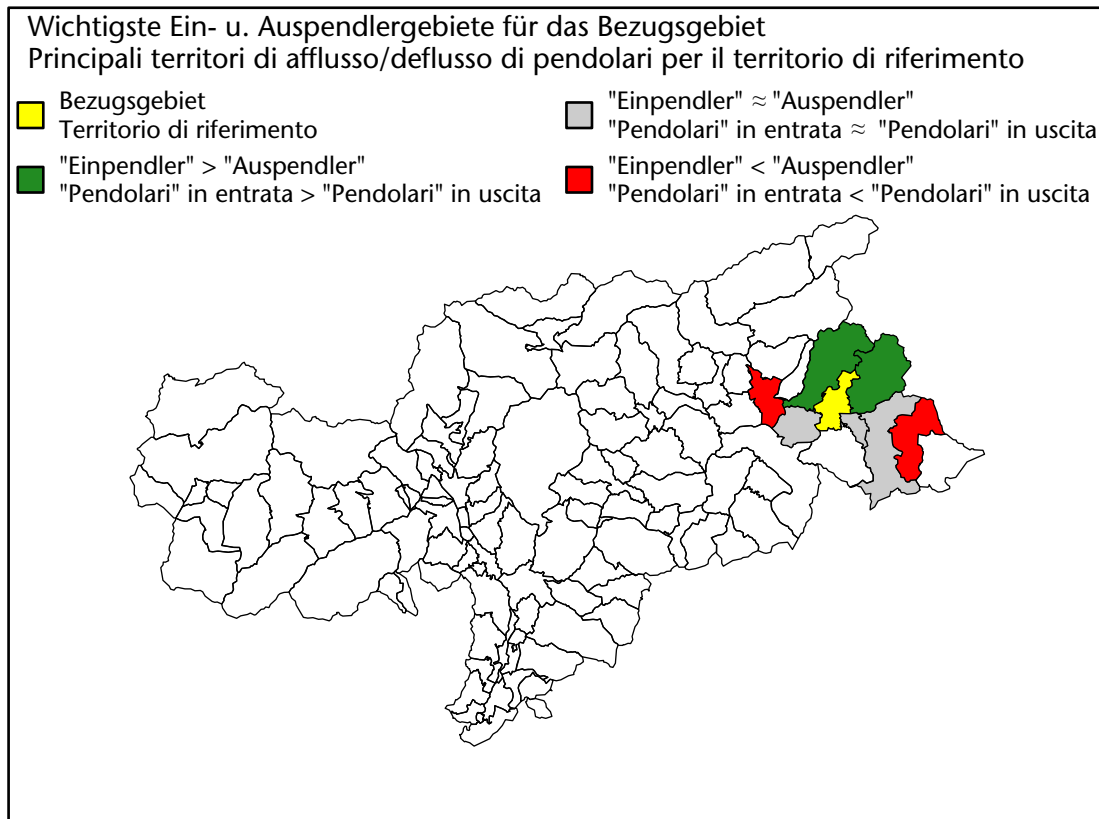 Wichtigste Ein- u. Auspendlergebiete für das Bezugsgebiet
Principali territori di afflusso/deflusso di pendolari per il territorio di riferimento
Bezugsgebiet
Territorio di riferimento
"Einpendler" > "Auspendler"
"Pendolari" in entrata > "Pendolari" in uscita
"Einpendler" ≈ "Auspendler"
"Pendolari" in entrata ≈ "Pendolari" in uscita
"Einpendler" < "Auspendler"
"Pendolari" in entrata < "Pendolari" in uscita